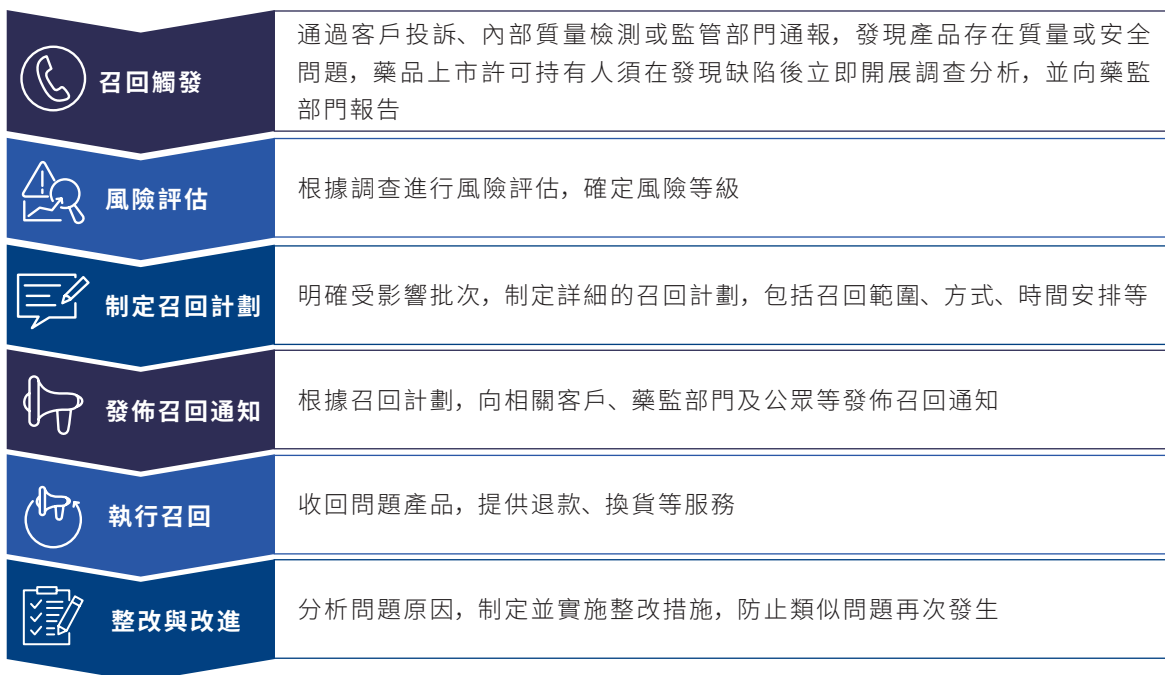 召回觸發
通過客戶投訴、內部質量檢測或監管部門通報，發現產品存在質量或安全
問題，藥品上市許可持有人須在發現缺陷後立即開展調查分析，並向藥監
部門報告
風險評估
根據調查進行風險評估，確定風險等級
制定召回計劃
明確受影響批次，制定詳細的召回計劃，包括召回範圍、方式、時間安排等
發佈召回通知
根據召回計劃，向相關客戶、藥監部門及公眾等發佈召回通知
執行召回
收回問題產品，提供退款、換貨等服務
整改與改進
分析問題原因，制定並實施整改措施，防止類似問題再次發生